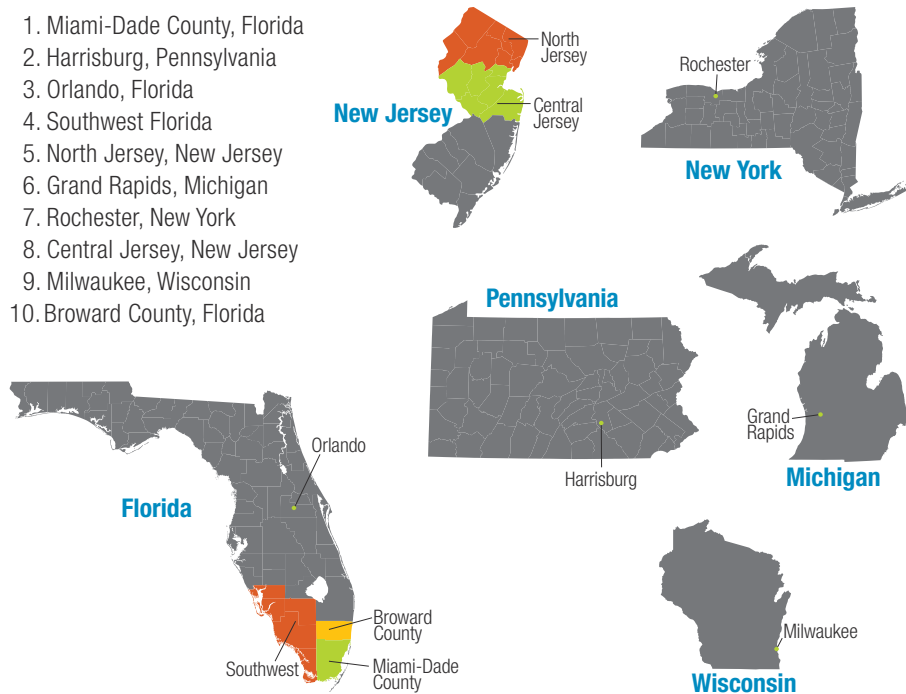 1. Miami-Dade County, Florida
2. Harrisburg, Pennsylvania
3. Orlando, Florida
4. Southwest Florida
5. North Jersey, New Jersey
6. Grand Rapids, Michigan
7. Rochester, New York
8. Central Jersey, New Jersey
9. Milwaukee, Wisconsin
10. Broward County, Florida
North
Jersey
Central
Jersey
New Jersey
Rochester
New York
Pennsylvania
Harrisburg
Grand
Rapids
Michigan
Orlando
Florida
Broward
County
Southwest
Miami-Dade
County
Milwaukee
Wisconsin